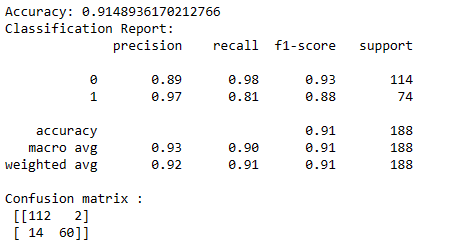 Accuracy: 0.9148936170212766
Classification Report:
precision recall f1-score support
0 0.89 0.98 0.93 114
1 0.97 0.81 0.88 74
accuracy 0.91 188
macro avg 0.93 0.90 0.91 188
weighted avg 0.92 0.91 0.91 188
Confusion matrix :
[[112 2]
[ 14 60]]